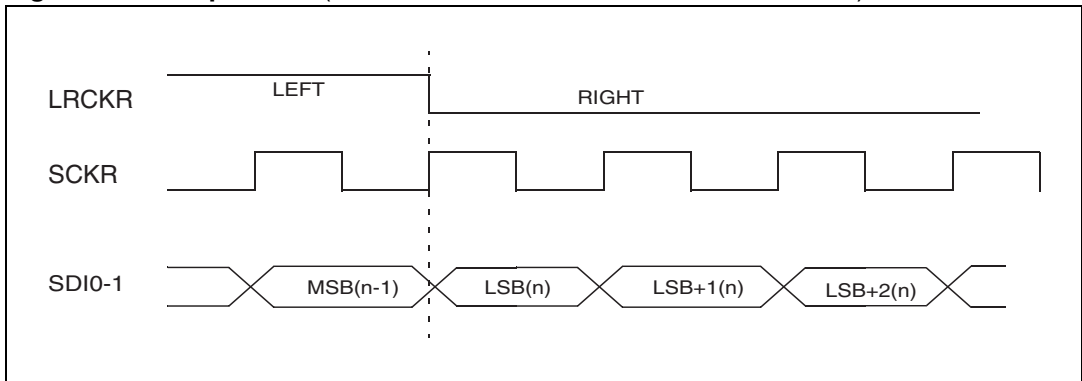 LRCKR
LEFT
RIGHT
SCKR
SDI0-1
MSB(n-1)
LSB(n)
LSB+1(n)
LSB+2(n)